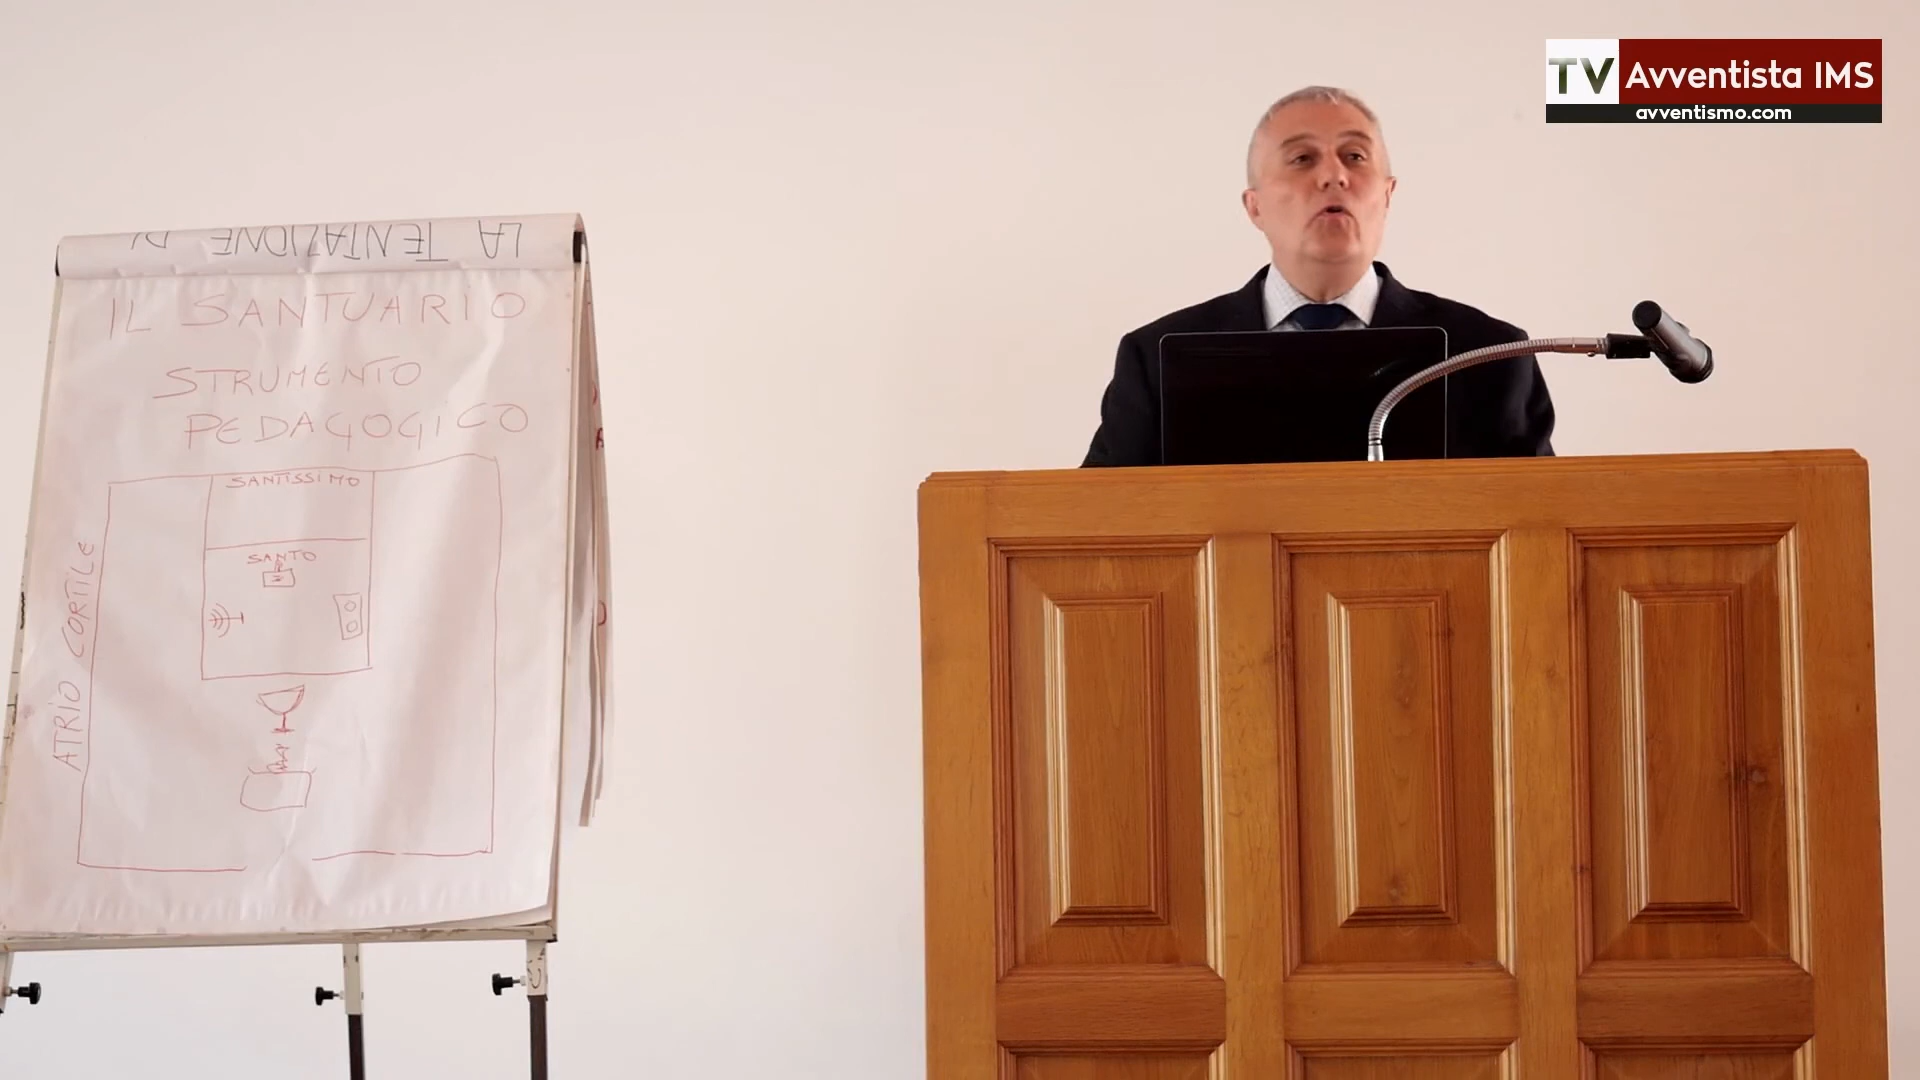 LA TENTAZIONE DI
IL SANTUARIO
STRUMENTO
PEDAGOGICO
SANTISSIMO
SANTO
ATRIO CORTILE
TV Avventista IMS
avventismo.com